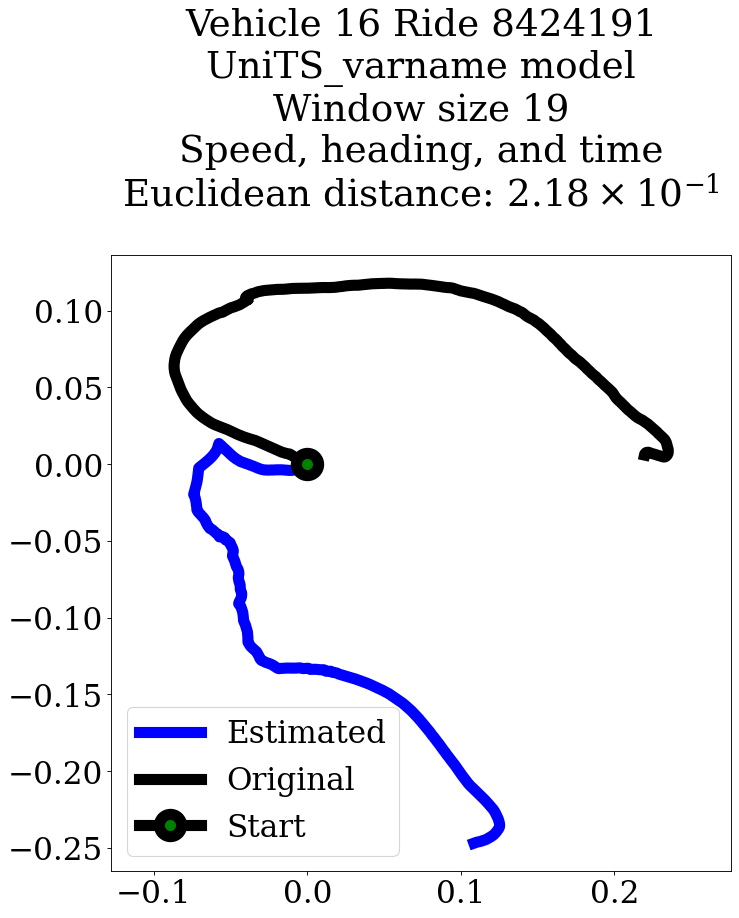 Vehicle 16 Ride 8424191
UniTS_varname model
Window size 19
Speed, heading, and time
Euclidean distance: 2.18 × 10⁻¹
0.10
0.05
0.00
−0.05
−0.10
−0.15
−0.20
−0.25
Estimated
Original
Start
−0.1 0.0 0.1 0.2